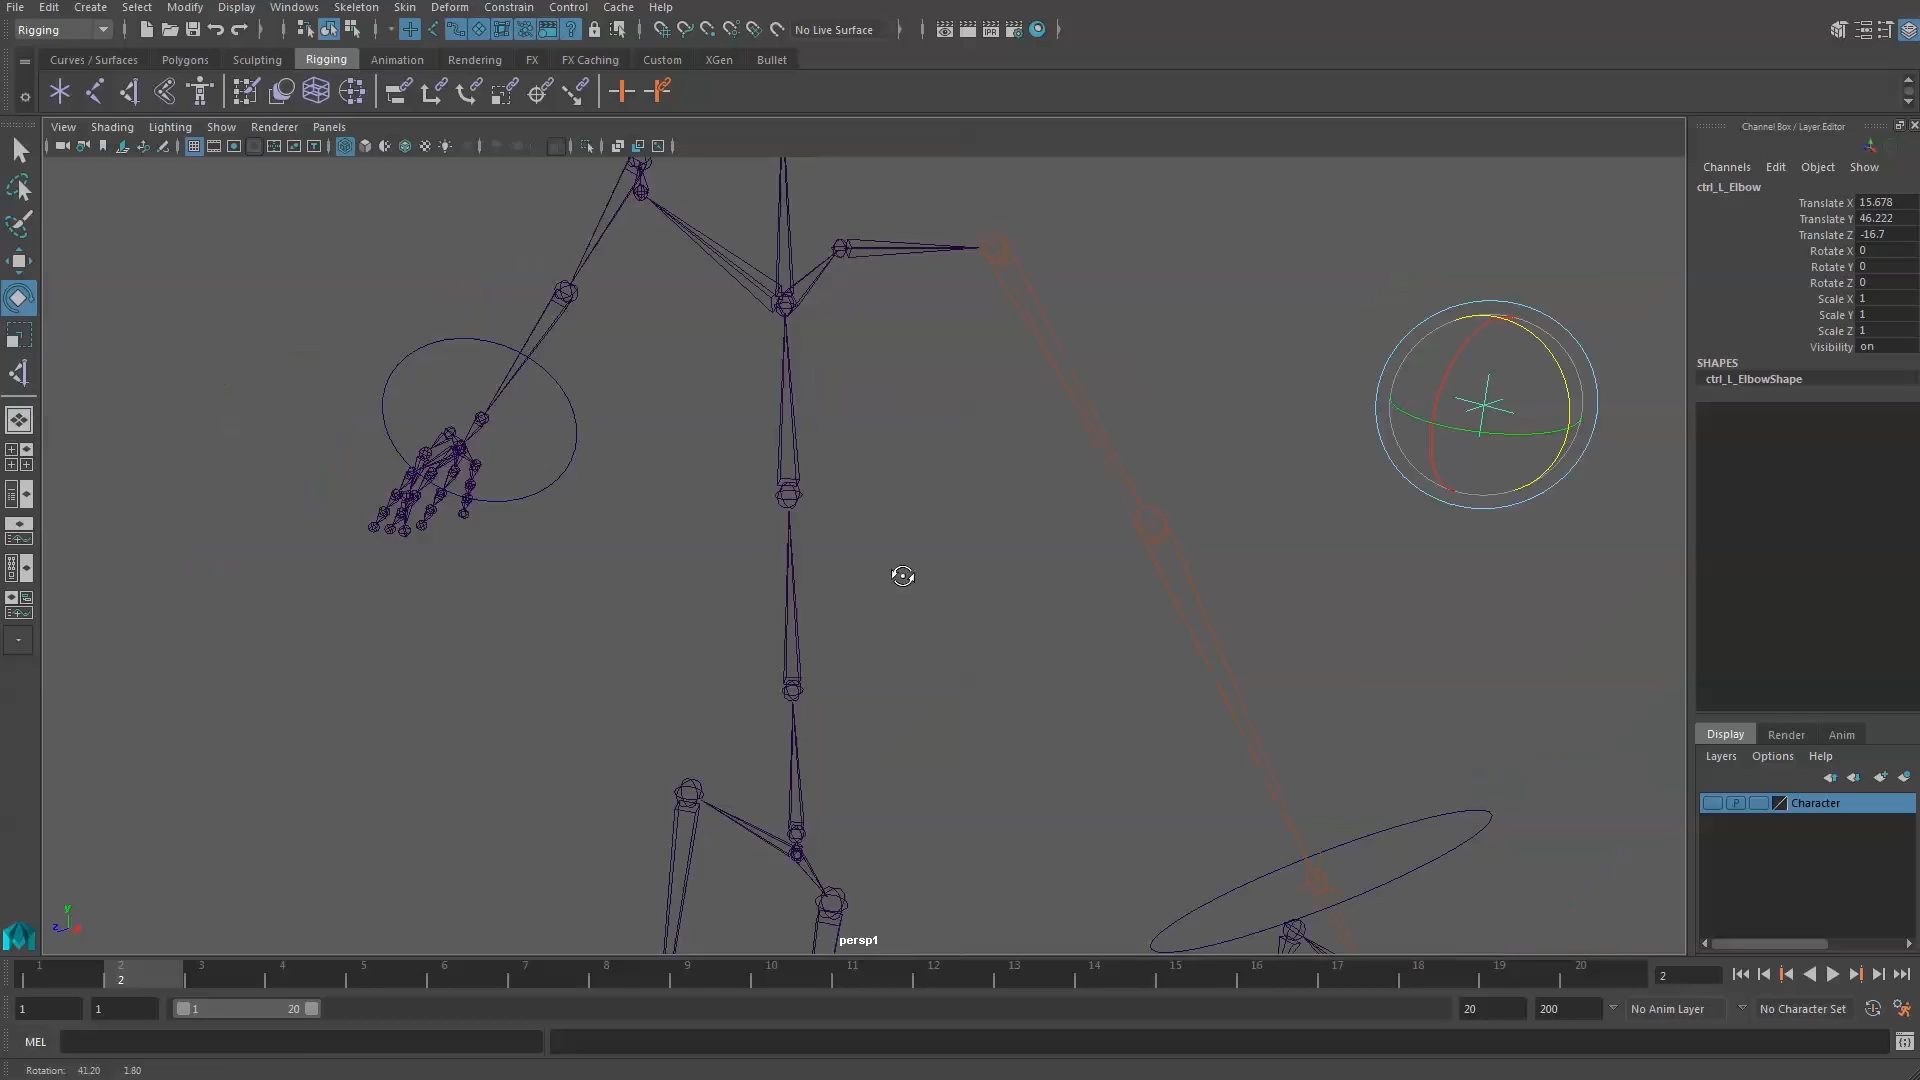 File Edit Create Select Modify Display Windows Skeleton Skin Deform Constrain Control Cache Help
Rigging No Live Surface
Curves / Surfaces Polygons Sculpting Rigging Animation Rendering FX FX Caching Custom XGen Bullet
View Shading Lighting Show Renderer Panels
Channel Box / Layer Editor
Channels Edit Object Show
ctrl_L_Elbow
Translate X 15.678
Translate Y 46.222
Translate Z -16.7
Rotate X 0
Rotate Y 0
Rotate Z 0
Scale X 1
Scale Y 1
Scale Z 1
Visibility on
SHAPES
ctrl_L_ElbowShape
Display Render Anim
Layers Options Help
P Character
y
z
persp1
1 2 3 4 5 6 7 8 9 10 11 12 13 14 15 16 17 18 19 20
2 2
1 1 1 20 20 200 No Anim Layer No Character Set
MEL
Rotation: 41.20 1.80